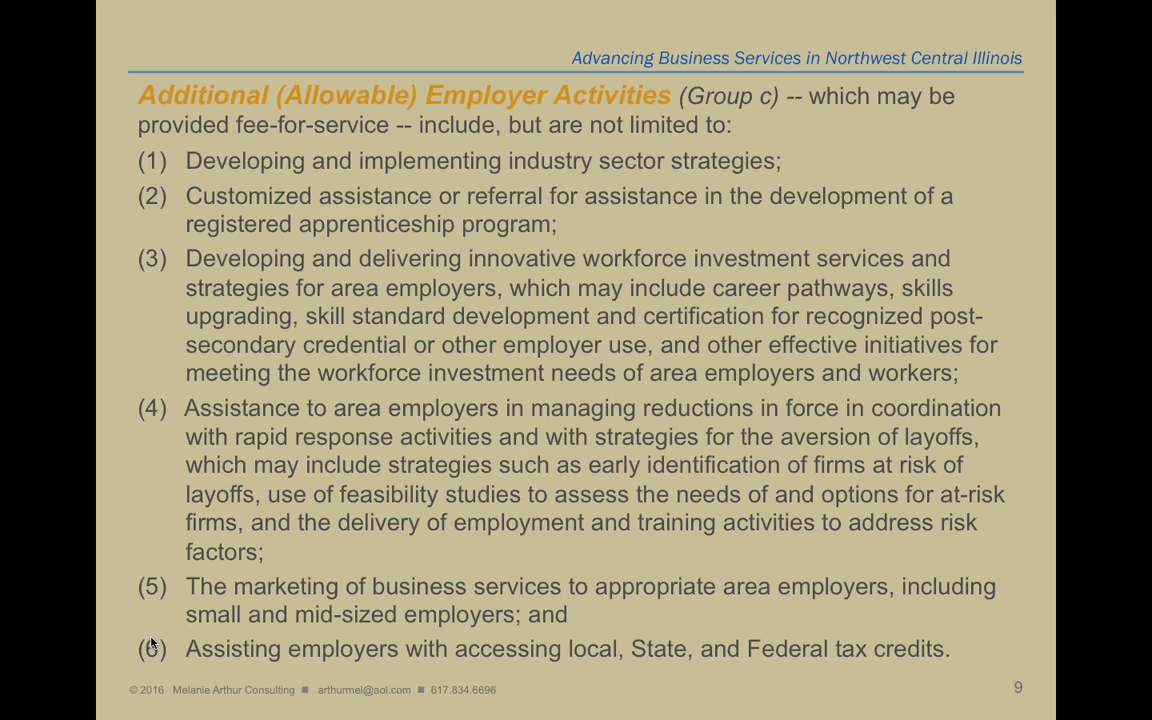 Advancing Business Services in Northwest Central Illinois
Additional (Allowable) Employer Activities (Group c) -- which may be
provided fee-for-service -- include, but are not limited to:
(1) Developing and implementing industry sector strategies;
(2) Customized assistance or referral for assistance in the development of a
registered apprenticeship program;
(3) Developing and delivering innovative workforce investment services and
strategies for area employers, which may include career pathways, skills
upgrading, skill standard development and certification for recognized post-
secondary credential or other employer use, and other effective initiatives for
meeting the workforce investment needs of area employers and workers;
(4) Assistance to area employers in managing reductions in force in coordination
with rapid response activities and with strategies for the aversion of layoffs,
which may include strategies such as early identification of firms at risk of
layoffs, use of feasibility studies to assess the needs of and options for at-risk
firms, and the delivery of employment and training activities to address risk
factors;
(5) The marketing of business services to appropriate area employers, including
small and mid-sized employers; and
(6) Assisting employers with accessing local, State, and Federal tax credits.
© 2016 Melanie Arthur Consulting ■ arthurmel@aol.com ■ 617.834.6696
9